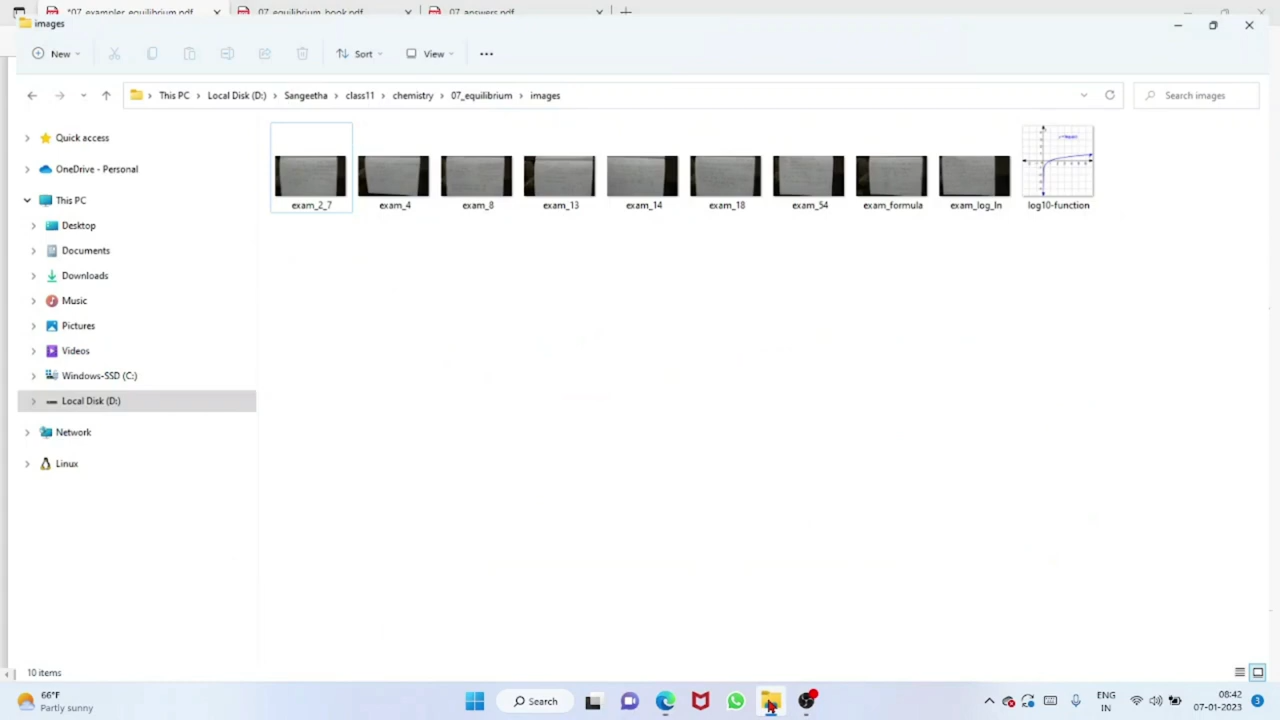 *07_exampler_equilibrium.pdf
07_equilibrium_book.pdf
07_answers.pdf
images
New
Sort
View
This PC > Local Disk (D:) > Sangeetha > class11 > chemistry > 07_equilibrium > images
Search images
Quick access
OneDrive - Personal
This PC
Desktop
Documents
Downloads
Music
Pictures
Videos
Windows-SSD (C:)
Local Disk (D:)
Network
Linux
exam_2_7
exam_4
exam_8
exam_13
exam_14
exam_18
exam_54
exam_formula
exam_log_ln
log10-function
10 items
66°F
Partly sunny
Search
ENG
IN
08:42
07-01-2023
3